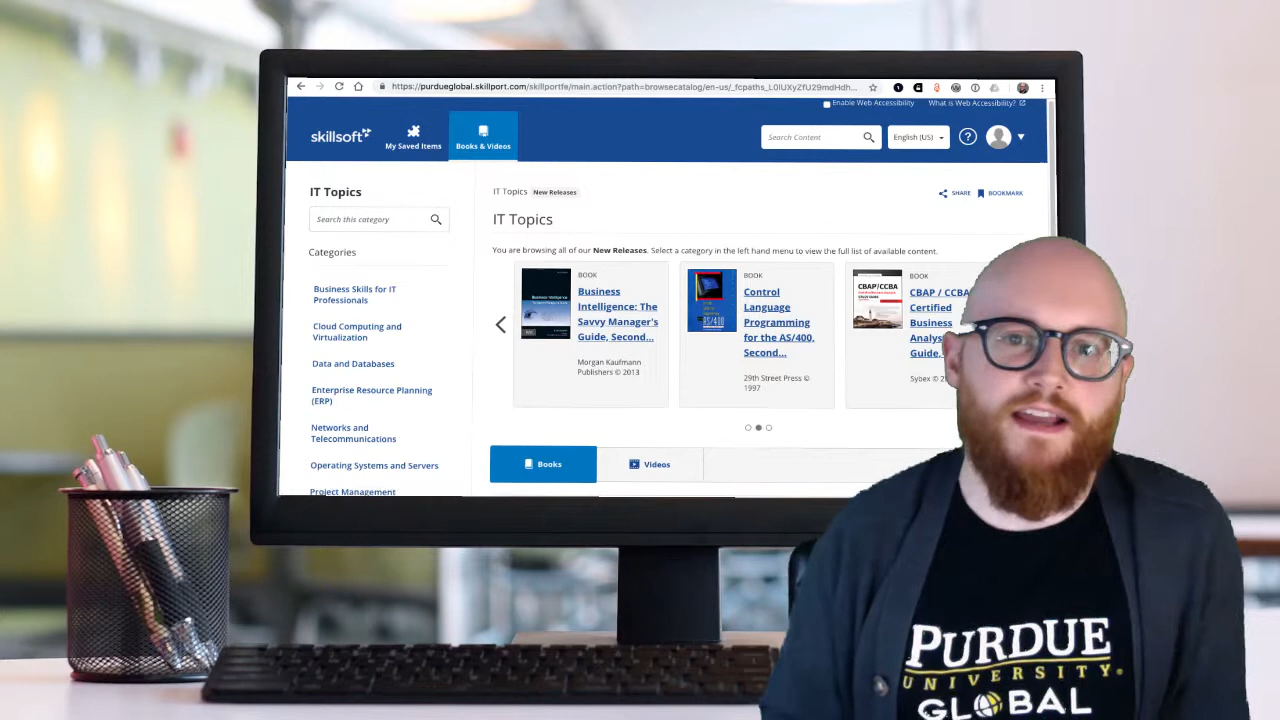 https://purdueglobal.skillport.com/skillportfe/main.action?path=browsecatalog/en-us/_fcpaths_L0lUXyZfU29mdHdh...
Enable Web Accessibility What is Web Accessibility?
skillsoft
My Saved Items
Books & Videos
Search Content
English (US)
IT Topics
Search this category
Categories
Business Skills for IT
Professionals
Cloud Computing and
Virtualization
Data and Databases
Enterprise Resource Planning
(ERP)
Networks and
Telecommunications
Operating Systems and Servers
Project Management
IT Topics New Releases
SHARE BOOKMARK
IT Topics
You are browsing all of our New Releases. Select a category in the left hand menu to view the full list of available content.
BOOK
Business
Intelligence: The
Savvy Manager's
Guide, Second...
Morgan Kaufmann
Publishers © 2013
BOOK
Control
Language
Programming
for the AS/400,
Second...
29th Street Press ©
1997
CBAP/CCBA
BOOK
CBAP / CCBA
Certified
Business
Analys
Guide,
Sybex © 20
Books
Videos
PURDUE
UNIVERSITY
GLOBAL